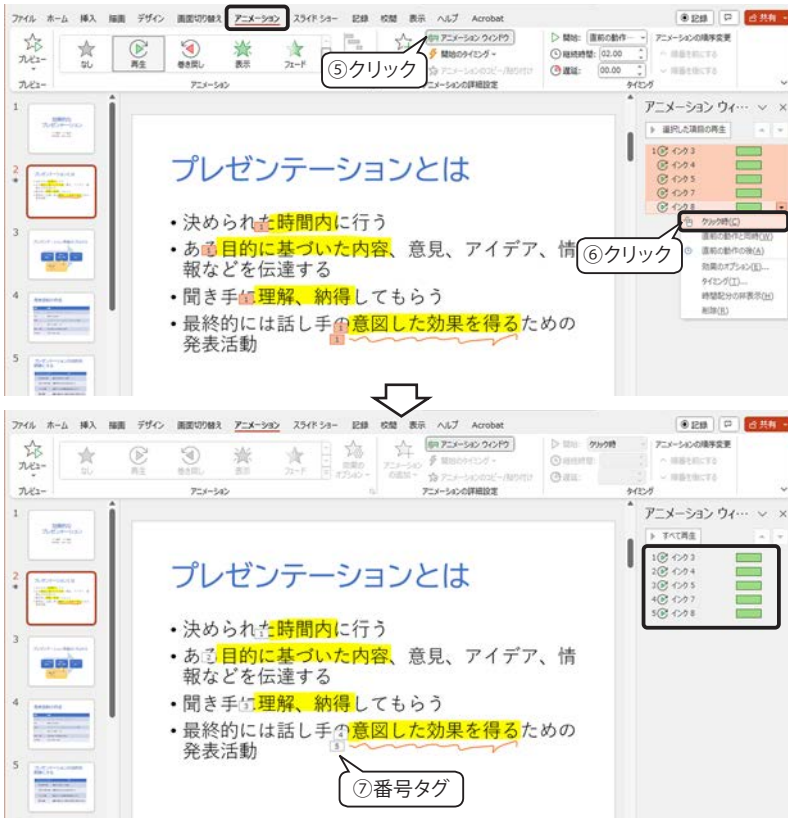 ファイル ホーム 挿入 描画 デザイン 画面切り替え アニメーション スライド ショー 記録 校閲 表示 ヘルプ Acrobat 記録 共有
プレビュー なし 再生 巻き戻し 表示 フェード
アニメーション ウィンドウ
開始のタイミング
アニメーションのコピー/貼り付け
開始: 直前の動作…
継続時間: 02.00
遅延: 00.00
アニメーションの順序変更
順番を前にする
順番を後にする
プレビュー アニメーション アニメーションの詳細設定 タイミング
⑤クリック
1
2
3
4
5
プレゼンテーションとは
• 決められた時間内に行う
• ある目的に基づいた内容、意見、アイデア、情
報などを伝達する
• 聞き手に理解、納得してもらう
• 最終的には話し手の意図した効果を得るための
発表活動
アニメーション ウィ…
選択した項目の再生
1 インク 3
インク 4
インク 5
インク 7
インク 8
クリック時(C)
直前の動作と同時(W)
直前の動作の後(A)
効果のオプション(E)...
タイミング(T)...
時間配分の非表示(H)
削除(R)
⑥クリック
ファイル ホーム 挿入 描画 デザイン 画面切り替え アニメーション スライド ショー 記録 校閲 表示 ヘルプ Acrobat 記録 共有
プレビュー なし 再生 巻き戻し 表示 フェード 効果のオプション アニメーションの追加
アニメーション ウィンドウ
開始のタイミング
アニメーションのコピー/貼り付け
開始: クリック時
継続時間:
遅延:
アニメーションの順序変更
順番を前にする
順番を後にする
プレビュー アニメーション アニメーションの詳細設定 タイミング
1
2
3
4
5
プレゼンテーションとは
• 決められた時間内に行う
• ある目的に基づいた内容、意見、アイデア、情
報などを伝達する
• 聞き手に理解、納得してもらう
• 最終的には話し手の意図した効果を得るための
発表活動
⑦番号タグ
アニメーション ウィ…
すべて再生
1 インク 3
2 インク 4
3 インク 5
4 インク 7
5 インク 8